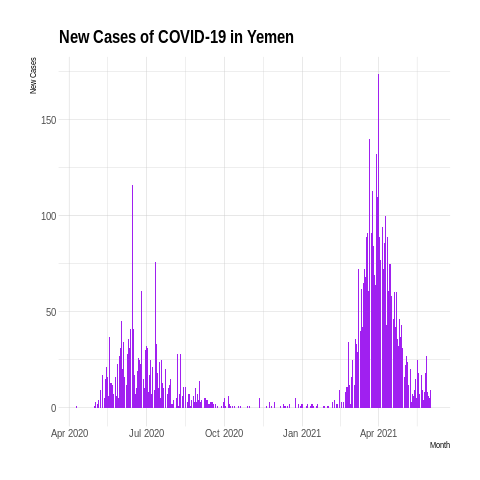 New Cases of COVID-19 in Yemen
New Cases
150
100
50
0
Apr 2020 Jul 2020 Oct 2020 Jan 2021 Apr 2021
Month